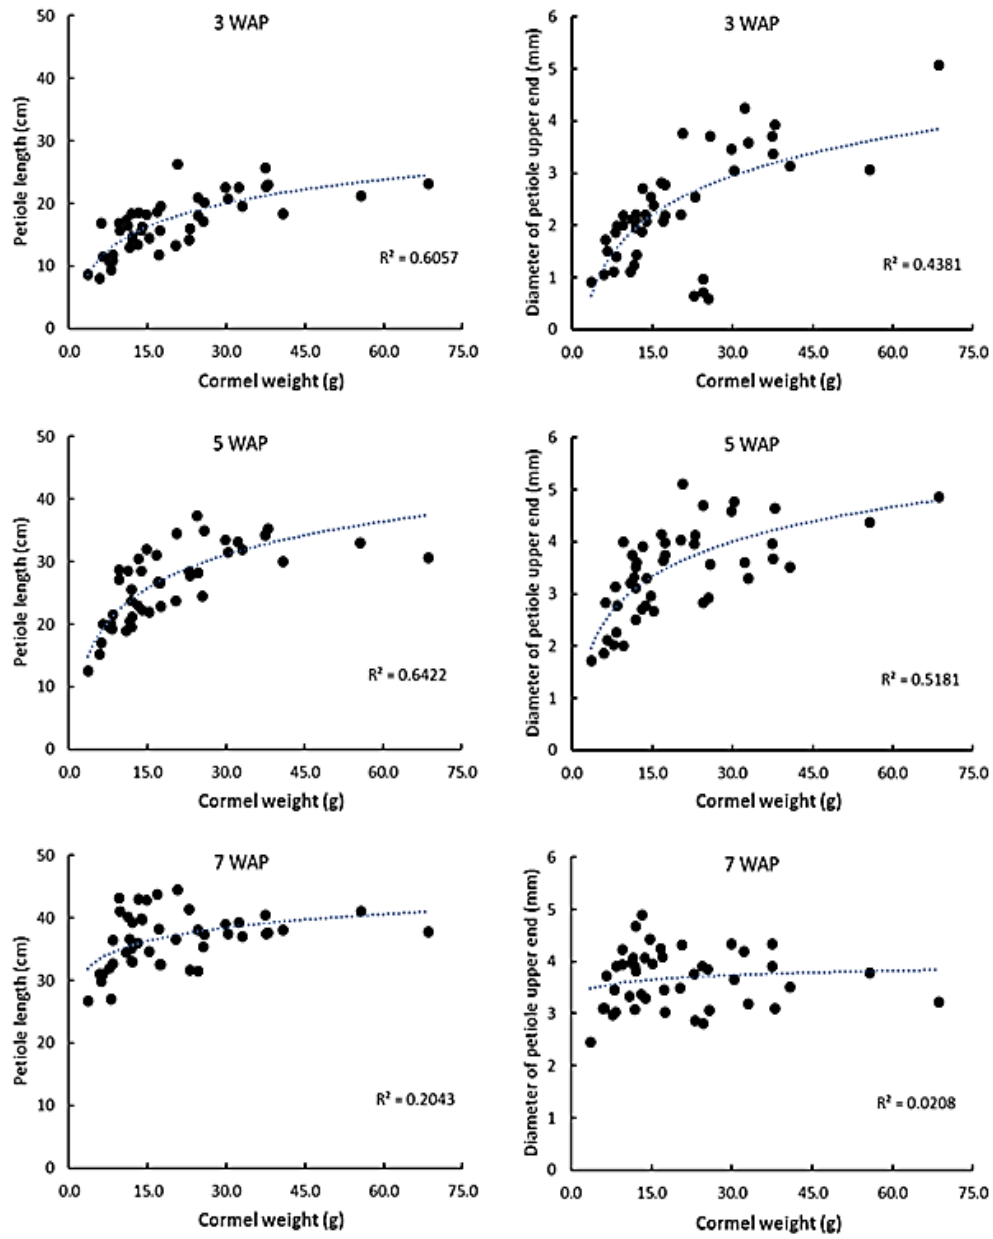 3 WAP
Petiole length (cm)
50
40
30
20
10
0
R² = 0.6057
0.0 15.0 30.0 45.0 60.0 75.0
Cormel weight (g)
3 WAP
Diameter of petiole upper end (mm)
6
5
4
3
2
1
0
R² = 0.4381
0.0 15.0 30.0 45.0 60.0 75.0
Cormel weight (g)
5 WAP
Petiole length (cm)
50
40
30
20
10
0
R² = 0.6422
0.0 15.0 30.0 45.0 60.0 75.0
Cormel weight (g)
5 WAP
Diameter of petiole upper end (mm)
6
5
4
3
2
1
0
R² = 0.5181
0.0 15.0 30.0 45.0 60.0 75.0
Cormel weight (g)
7 WAP
Petiole length (cm)
50
40
30
20
10
0
R² = 0.2043
0.0 15.0 30.0 45.0 60.0 75.0
Cormel weight (g)
7 WAP
Diameter of petiole upper end (mm)
6
5
4
3
2
1
0
R² = 0.0208
0.0 15.0 30.0 45.0 60.0 75.0
Cormel weight (g)